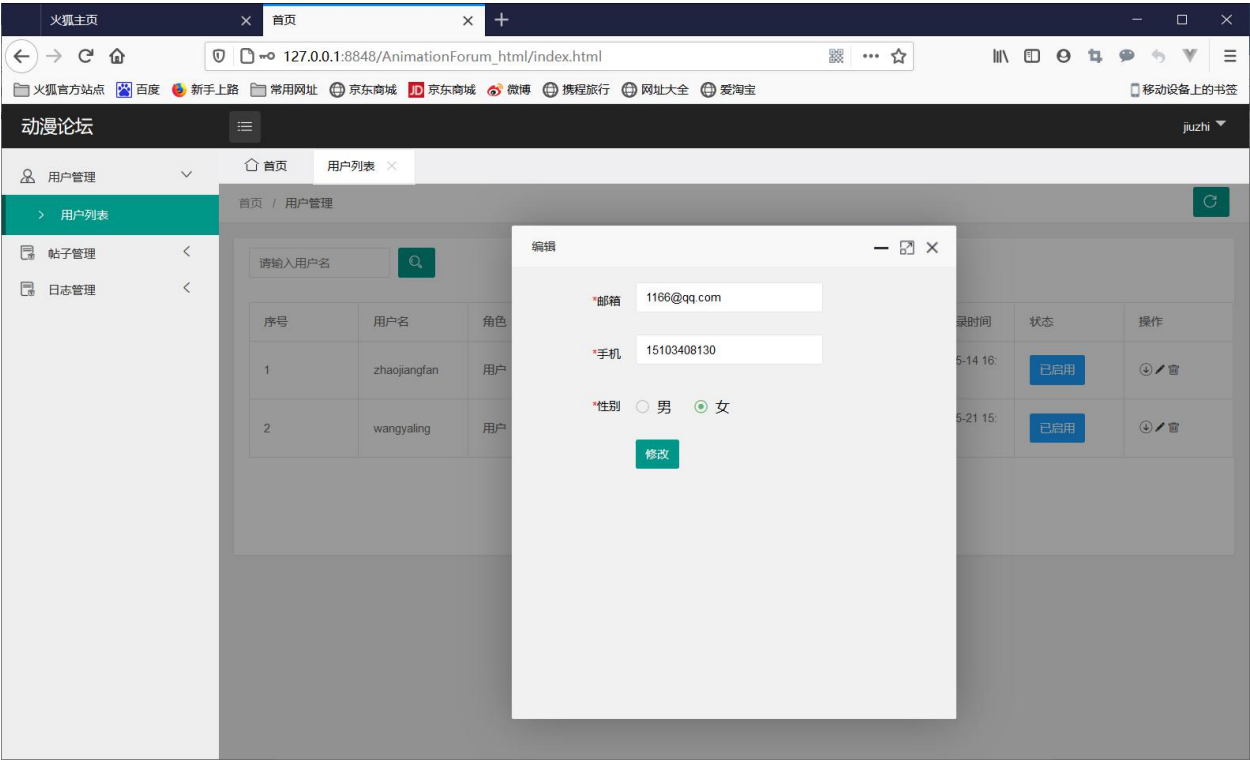 火狐主页
首页
127.0.0.1:8848/AnimationForum_html/index.html
火狐官方站点 百度 新手上路 常用网址 京东商城 JD 京东商城 微博 携程旅行 网址大全 爱淘宝 移动设备上的书签
动漫论坛
jiuzhi
用户管理
用户列表
帖子管理
日志管理
首页 用户列表
首页 / 用户管理
请输入用户名
序号 用户名 角色 录时间 状态 操作
1 zhaojiangfan 用户 5-14 16: 已启用
2 wangyaling 用户 5-21 15: 已启用
编辑
*邮箱 1166@qq.com
*手机 15103408130
*性别 男 女
修改